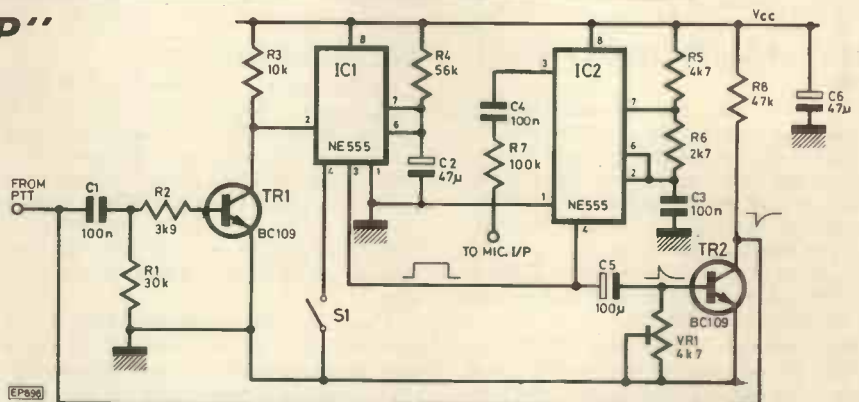 P"
Vcc
R3
10k
8
IC1
2
NE555
7
6
4
3
1
R4
56k
C2
47µ
3
C4
100n
R7
100k
TO MIC. I/P
8
IC2
7
6
2
NE555
1
4
R5
4k7
R6
2k7
C3
100n
R8
47k
C6
47µ
FROM
PTT
C1
100n
R2
3k9
TR1
BC109
R1
30k
S1
C5
100µ
TR2
BC109
VR1
4k7
EP896